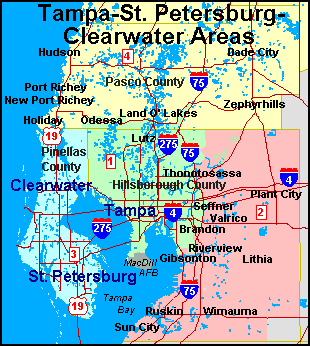 Tampa-St. Petersburg-
Clearwater Areas
Hudson
4
Dade City
75
Pasco County
Port Richey
New Port Richey
Zephyrhills
Land O' Lakes
Holiday
Odessa
19
Lutz
275
75
Pinellas
County
1
Thonotosassa
4
Clearwater
Hillsborough County
Plant City
Seffner
Tampa
4
2
Valrico
275
Brandon
Riverview
3
MacDill
AFB
Gibsonton
Lithia
St. Petersburg
75
Tampa
Bay
19
Ruskin
Wimauma
Sun City